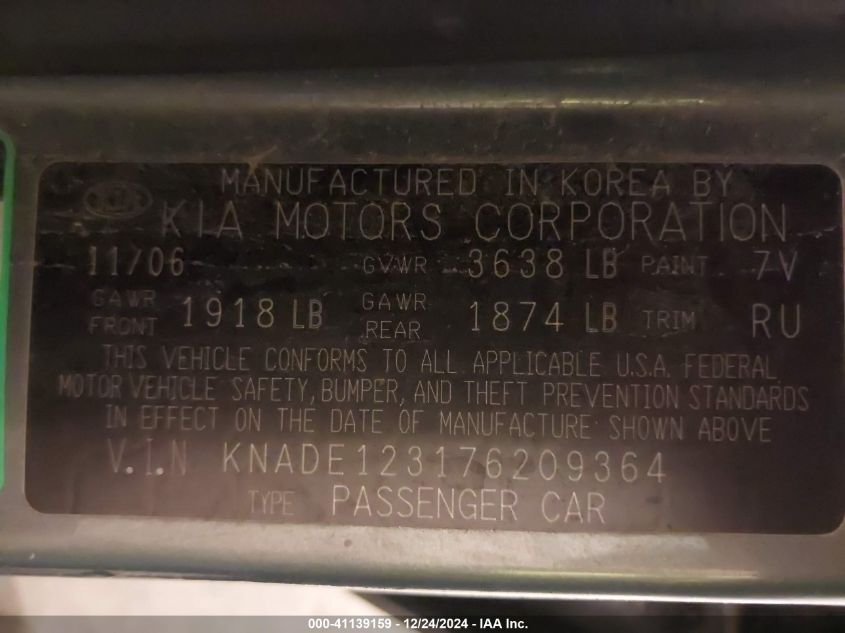 MANUFACTURED IN KOREA BY
KIA KIA MOTORS CORPORATION
11/06 GVWR 3638 LB PAINT 7V
GAWR FRONT 1918 LB GAWR REAR 1874 LB TRIM RU
THIS VEHICLE CONFORMS TO ALL APPLICABLE U.S.A. FEDERAL
MOTOR VEHICLE SAFETY, BUMPER, AND THEFT PREVENTION STANDARDS
IN EFFECT ON THE DATE OF MANUFACTURE SHOWN ABOVE
V.I.N KNADE123176209364
TYPE PASSENGER CAR
000-41139159 - 12/24/2024 - IAA Inc.